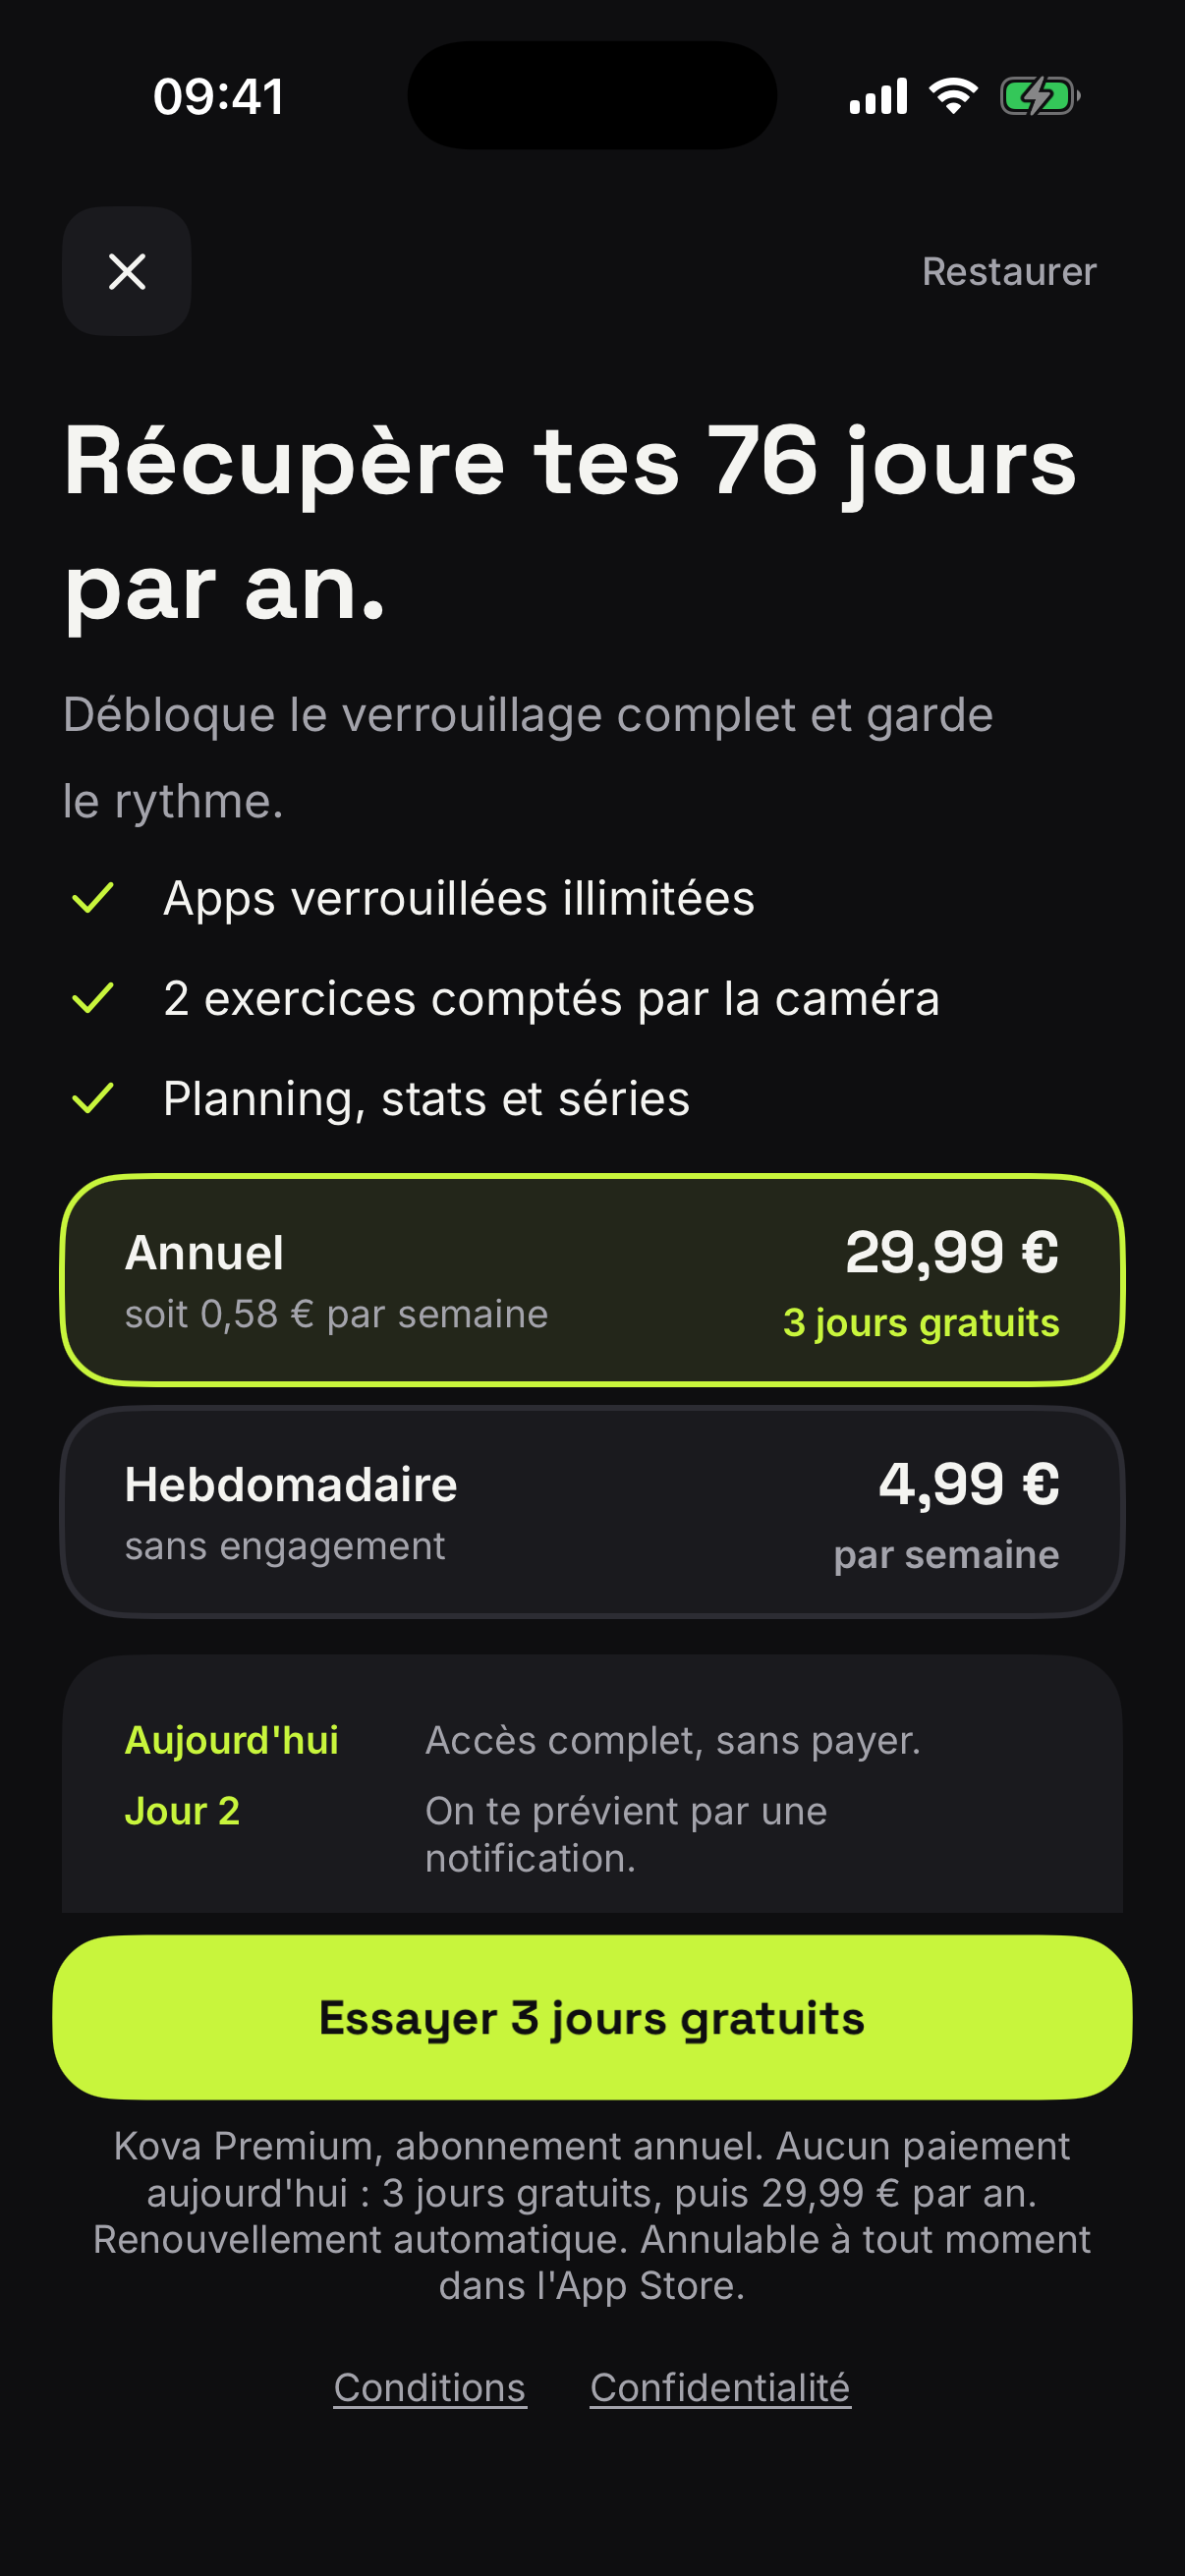 09:41
Restaurer
Récupère tes 76 jours
par an.
Débloque le verrouillage complet et garde
le rythme.
Apps verrouillées illimitées
2 exercices comptés par la caméra
Planning, stats et séries
Annuel
29,99 €
soit 0,58 € par semaine
3 jours gratuits
Hebdomadaire
4,99 €
sans engagement
par semaine
Aujourd'hui Accès complet, sans payer.
Jour 2 On te prévient par une
notification.
Essayer 3 jours gratuits
Kova Premium, abonnement annuel. Aucun paiement
aujourd'hui : 3 jours gratuits, puis 29,99 € par an.
Renouvellement automatique. Annulable à tout moment
dans l'App Store.
Conditions Confidentialité